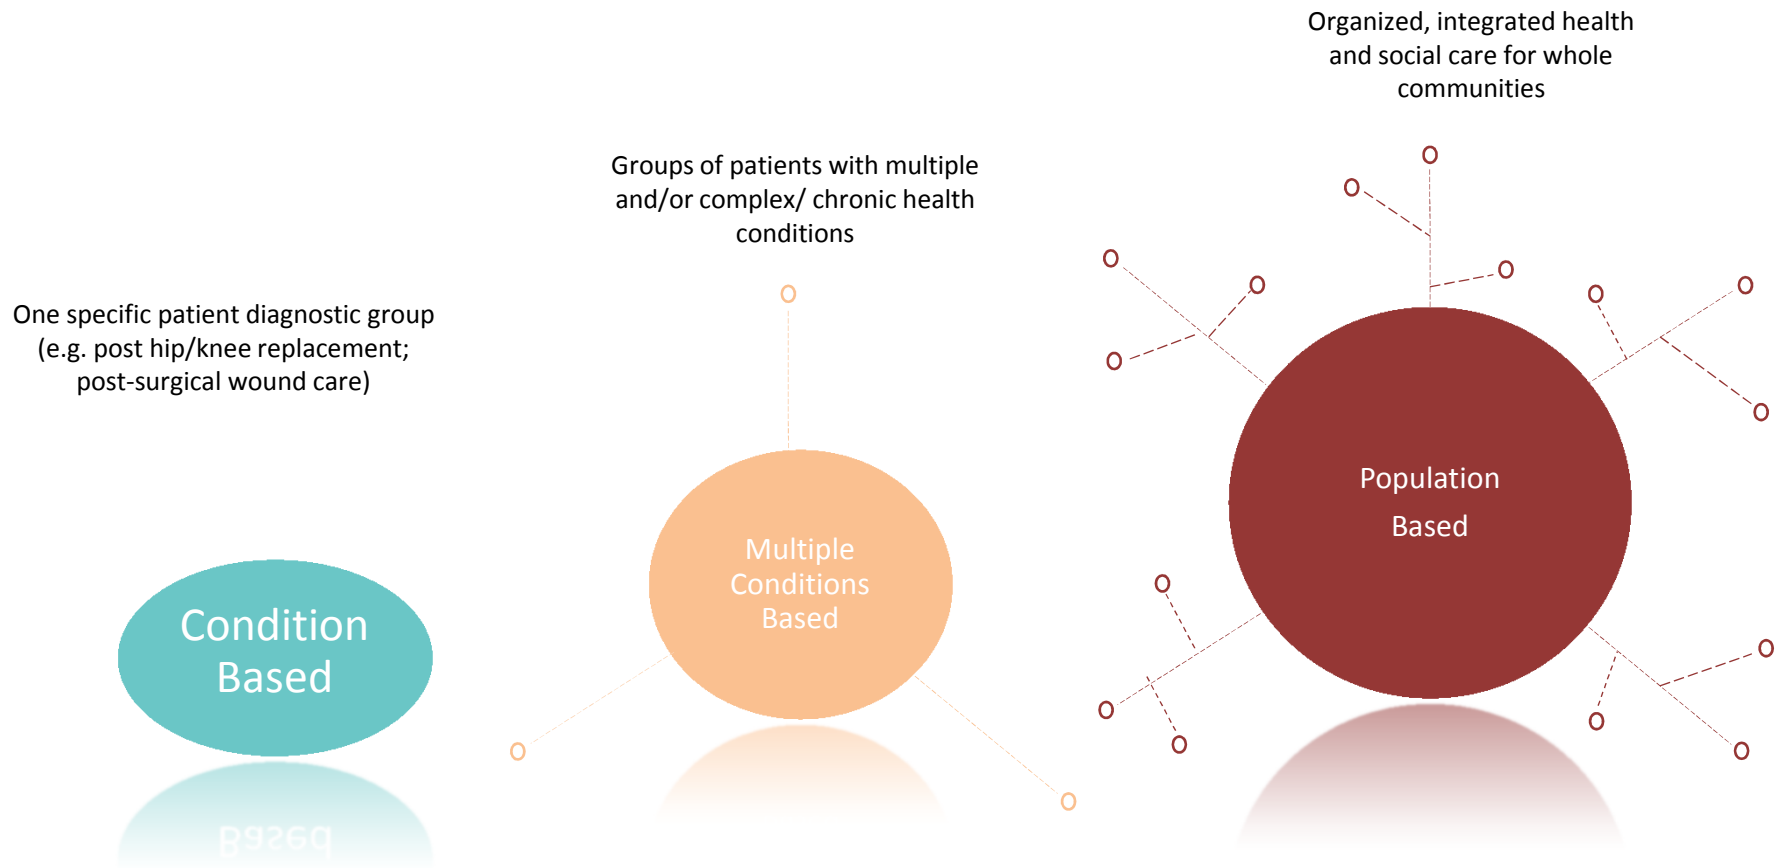 One specific patient diagnostic group
(e.g. post hip/knee replacement;
post-surgical wound care)
Condition
Based
Groups of patients with multiple
and/or complex/ chronic health
conditions
Multiple
Conditions
Based
Organized, integrated health
and social care for whole
communities
Population
Based